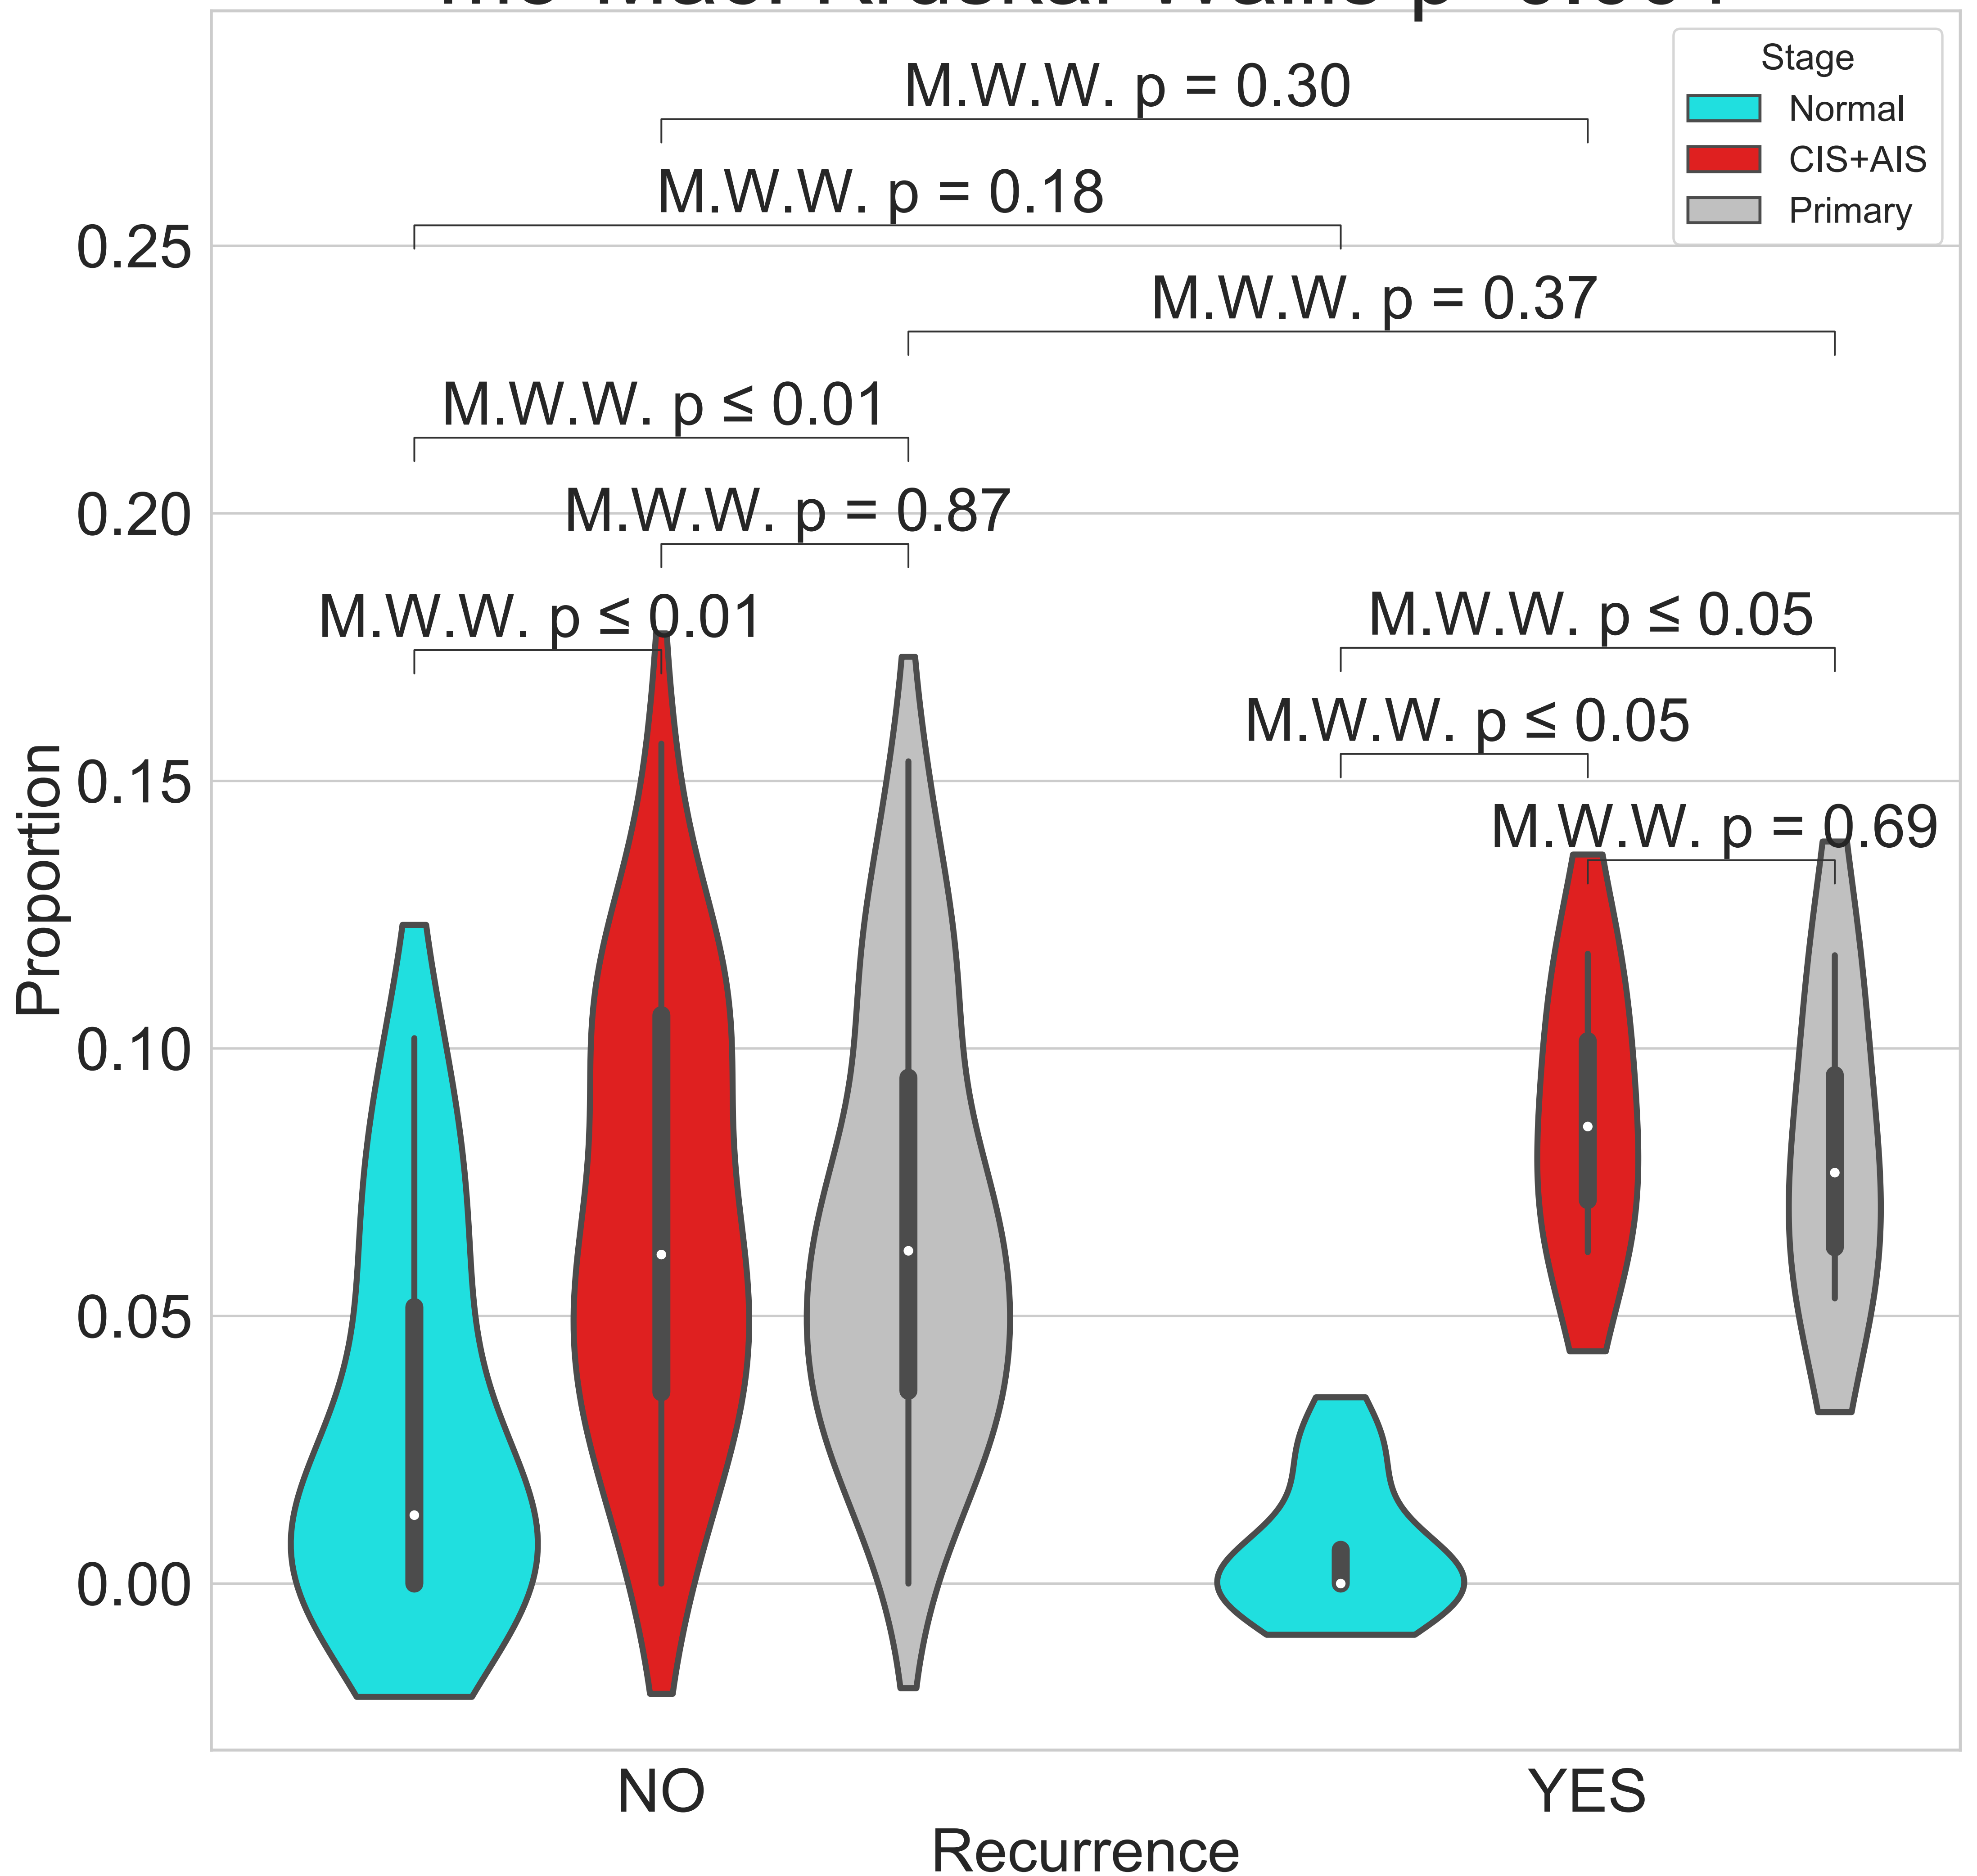 Stage
Normal
CIS+AIS
Primary
M.W.W. p = 0.30
M.W.W. p = 0.18
M.W.W. p = 0.37
M.W.W. p ≤ 0.01
M.W.W. p = 0.87
M.W.W. p ≤ 0.01
M.W.W. p ≤ 0.05
M.W.W. p ≤ 0.05
M.W.W. p = 0.69
0.25
0.20
0.15
0.10
0.05
0.00
Proportion
NO
YES
Recurrence